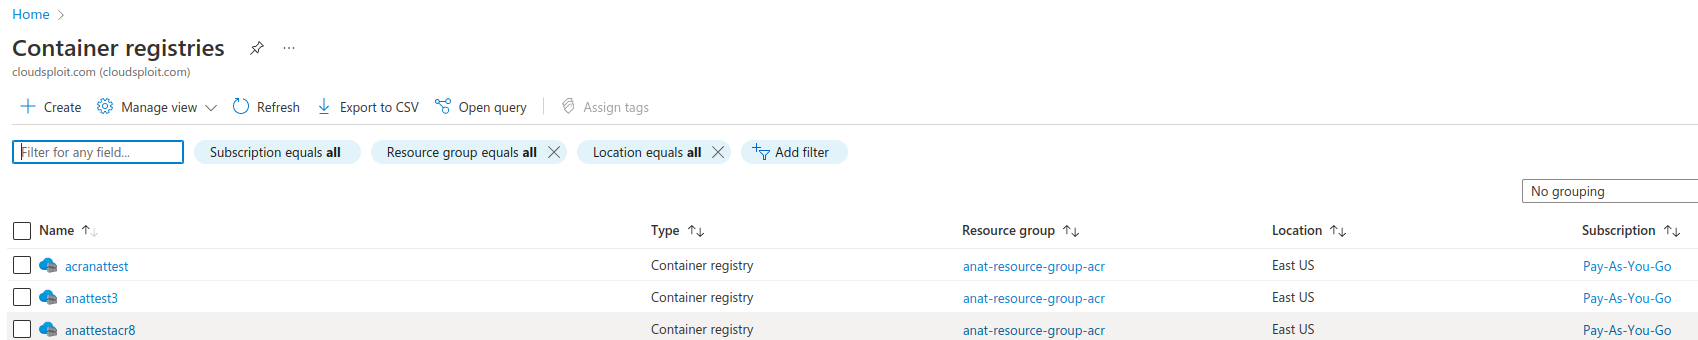 Home
Container registries
cloudsploit.com (cloudsploit.com)
Create Manage view Refresh Export to CSV Open query Assign tags
Filter for any field... Subscription equals all Resource group equals all Location equals all Add filter
No grouping
Name Type Resource group Location Subscription
acranattest Container registry anat-resource-group-acr East US Pay-As-You-Go
anattest3 Container registry anat-resource-group-acr East US Pay-As-You-Go
anattestacr8 Container registry anat-resource-group-acr East US Pay-As-You-Go